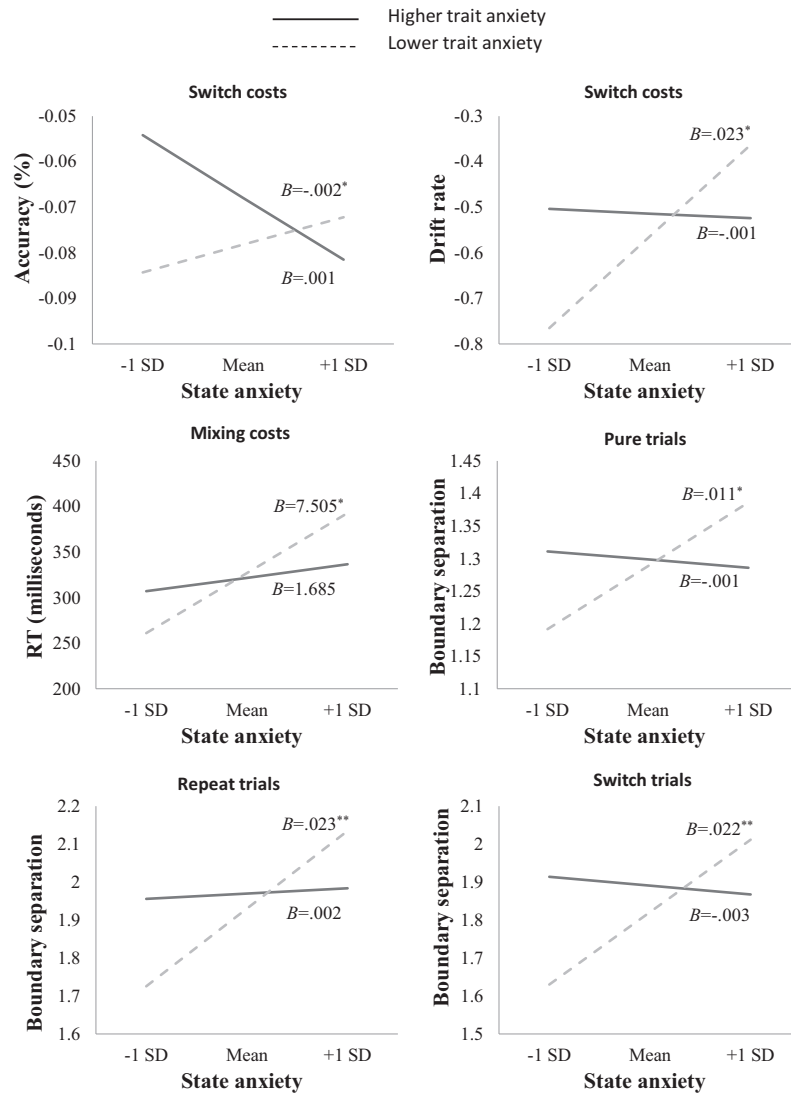 Higher trait anxiety
Lower trait anxiety
Switch costs
Accuracy (%)
-0.05
-0.06
-0.07
-0.08
-0.09
-0.1
B=-.002*
B=.001
-1 SD Mean +1 SD
State anxiety
Switch costs
Drift rate
-0.3
-0.4
-0.5
-0.6
-0.7
-0.8
B=.023*
B=-.001
-1 SD Mean +1 SD
State anxiety
Mixing costs
RT (milliseconds)
450
400
350
300
250
200
B=7.505*
B=1.685
-1 SD Mean +1 SD
State anxiety
Pure trials
Boundary separation
1.45
1.4
1.35
1.3
1.25
1.2
1.15
1.1
B=.011*
B=-.001
-1 SD Mean +1 SD
State anxiety
Repeat trials
Boundary separation
2.2
2.1
2
1.9
1.8
1.7
1.6
B=.023**
B=.002
-1 SD Mean +1 SD
State anxiety
Switch trials
Boundary separation
2.1
2
1.9
1.8
1.7
1.6
1.5
B=.022**
B=-.003
-1 SD Mean +1 SD
State anxiety